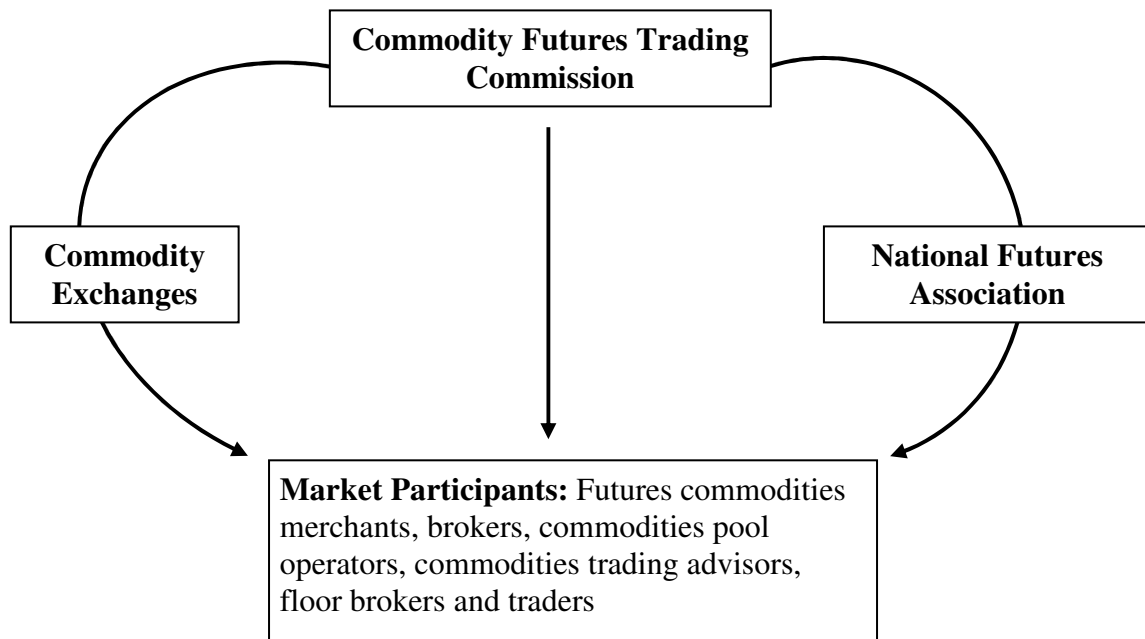 Commodity Futures Trading
Commission
Commodity
Exchanges
National Futures
Association
Market Participants: Futures commodities
merchants, brokers, commodities pool
operators, commodities trading advisors,
floor brokers and traders